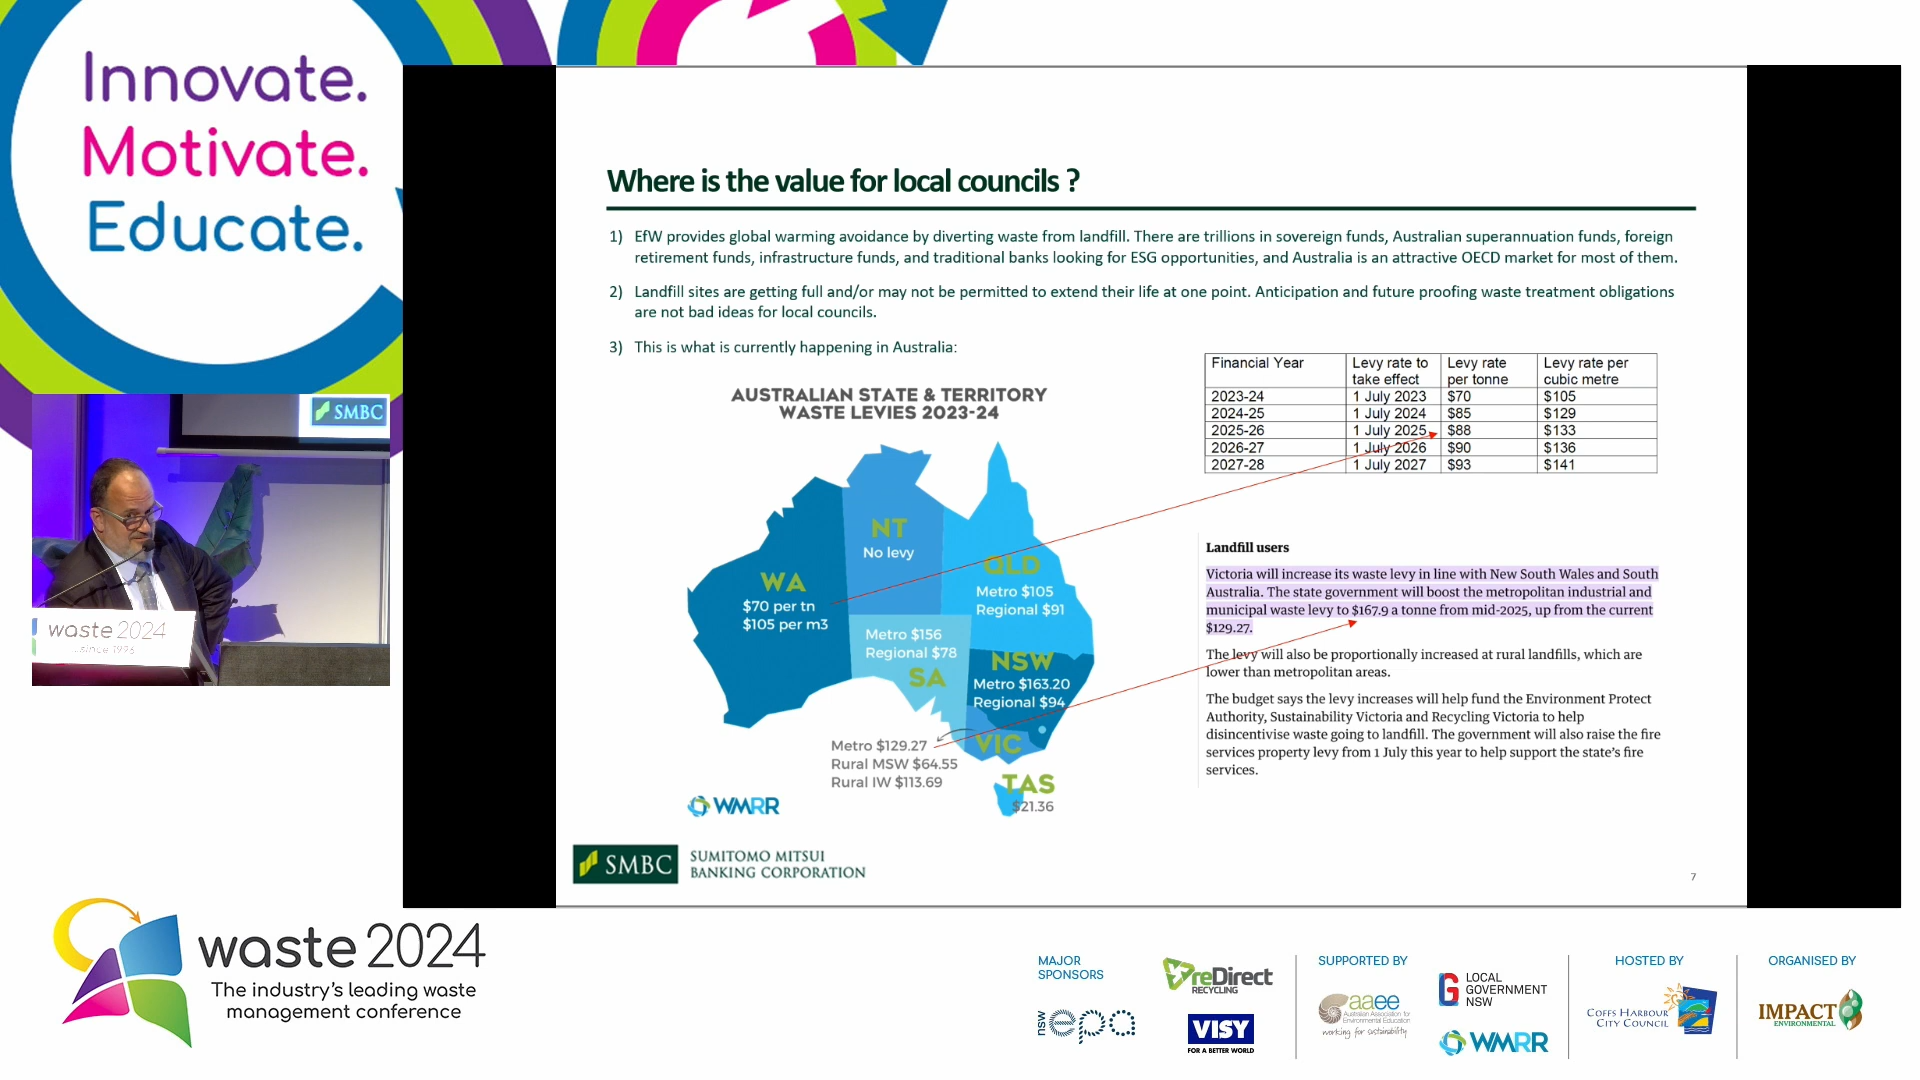 Innovate.
Motivate.
Educate.
SMBC
waste 2024
...since 1996
Where is the value for local councils ?
1) EfW provides global warming avoidance by diverting waste from landfill. There are trillions in sovereign funds, Australian superannuation funds, foreign
retirement funds, infrastructure funds, and traditional banks looking for ESG opportunities, and Australia is an attractive OECD market for most of them.
2) Landfill sites are getting full and/or may not be permitted to extend their life at one point. Anticipation and future proofing waste treatment obligations
are not bad ideas for local councils.
3) This is what is currently happening in Australia:
AUSTRALIAN STATE & TERRITORY
WASTE LEVIES 2023-24
NT
No levy
QLD
Metro $105
Regional $91
WA
$70 per tn
$105 per m3
Metro $156
Regional $78
SA
NSW
Metro $163.20
Regional $94
VIC
Metro $129.27
Rural MSW $64.55
Rural IW $113.69
TAS
$21.36
WMRR
Financial Year Levy rate to Levy rate Levy rate per
take effect per tonne cubic metre
2023-24 1 July 2023 $70 $105
2024-25 1 July 2024 $85 $129
2025-26 1 July 2025 $88 $133
2026-27 1 July 2026 $90 $136
2027-28 1 July 2027 $93 $141
Landfill users
Victoria will increase its waste levy in line with New South Wales and South
Australia. The state government will boost the metropolitan industrial and
municipal waste levy to $167.9 a tonne from mid-2025, up from the current
$129.27.
The levy will also be proportionally increased at rural landfills, which are
lower than metropolitan areas.
The budget says the levy increases will help fund the Environment Protect
Authority, Sustainability Victoria and Recycling Victoria to help
disincentivise waste going to landfill. The government will also raise the fire
services property levy from 1 July this year to help support the state's fire
services.
SMBC
SUMITOMO MITSUI
BANKING CORPORATION
7
waste 2024
The industry's leading waste
management conference
MAJOR
SPONSORS
nsw epa
reDirect
RECYCLING
VISY
FOR A BETTER WORLD
SUPPORTED BY
aaee
Australian Association for
Environmental Education
working for sustainability
LG
LOCAL
GOVERNMENT
NSW
WMRR
HOSTED BY
COFFS HARBOUR
CITY COUNCIL
ORGANISED BY
IMPACT
ENVIRONMENTAL